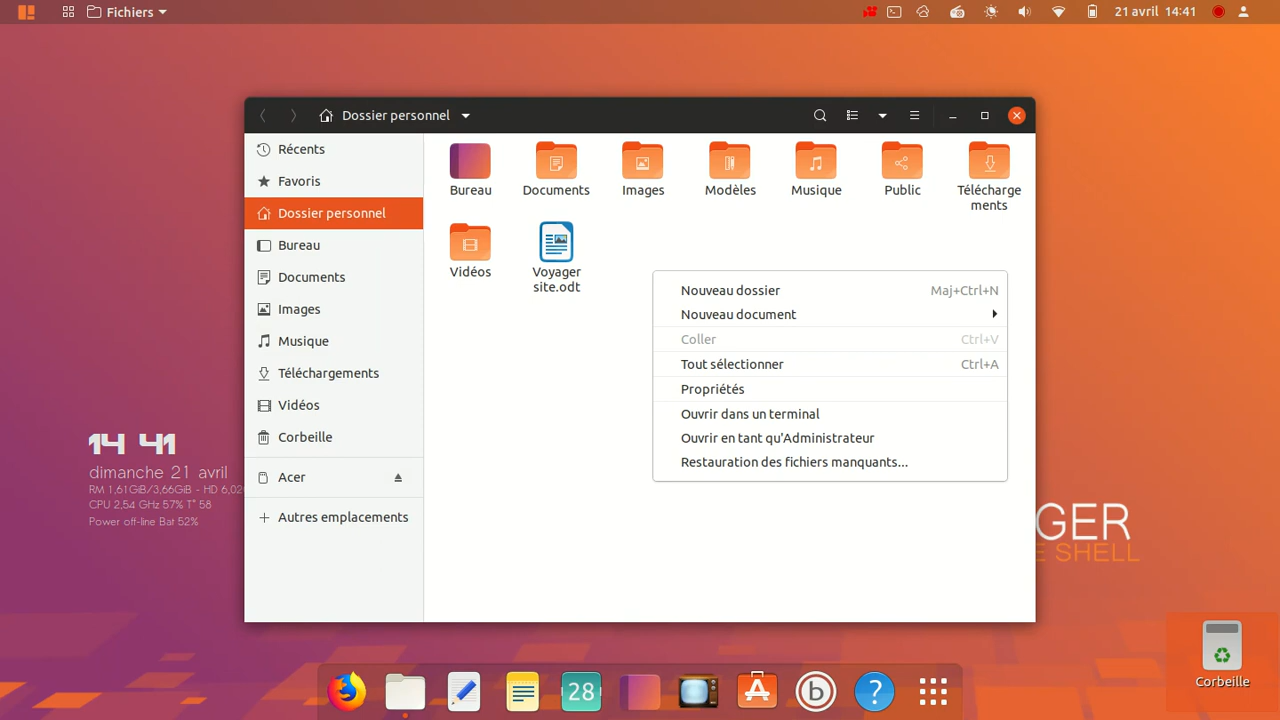 Fichiers
21 avril 14:41
Dossier personnel
Récents
Favoris
Dossier personnel
Bureau
Documents
Images
Musique
Téléchargements
Vidéos
Corbeille
Acer
Autres emplacements
Bureau
Documents
Images
Modèles
Musique
Public
Télécharge
ments
Vidéos
Voyager
site.odt
Nouveau dossier Maj+Ctrl+N
Nouveau document
Coller Ctrl+V
Tout sélectionner Ctrl+A
Propriétés
Ouvrir dans un terminal
Ouvrir en tant qu'Administrateur
Restauration des fichiers manquants...
14 41
dimanche 21 avril
RM 1,61GiB/3,66GiB - HD 6,02
CPU 2,54 GHz 57% T° 58
Power off-line Bat 52%
GER
E SHELL
28
b
?
Corbeille